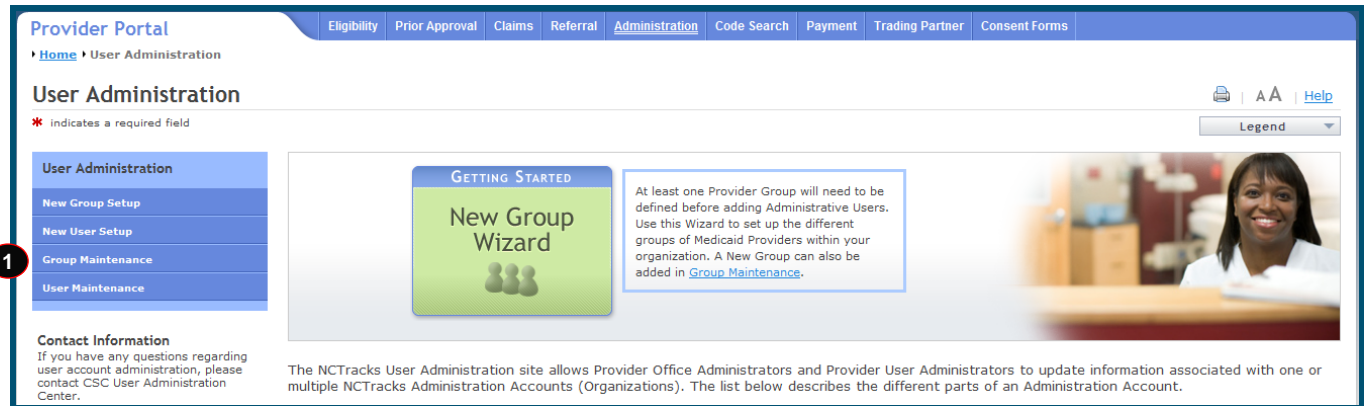 Provider Portal
Eligibility Prior Approval Claims Referral Administration Code Search Payment Trading Partner Consent Forms
Home User Administration
User Administration
A A | Help
* indicates a required field
Legend
User Administration
New Group Setup
New User Setup
1
Group Maintenance
User Maintenance
GETTING STARTED
New Group
Wizard
At least one Provider Group will need to be
defined before adding Administrative Users.
Use this Wizard to set up the different
groups of Medicaid Providers within your
organization. A New Group can also be
added in Group Maintenance.
Contact Information
If you have any questions regarding
user account administration, please
contact CSC User Administration
Center.
The NCTracks User Administration site allows Provider Office Administrators and Provider User Administrators to update information associated with one or
multiple NCTracks Administration Accounts (Organizations). The list below describes the different parts of an Administration Account.